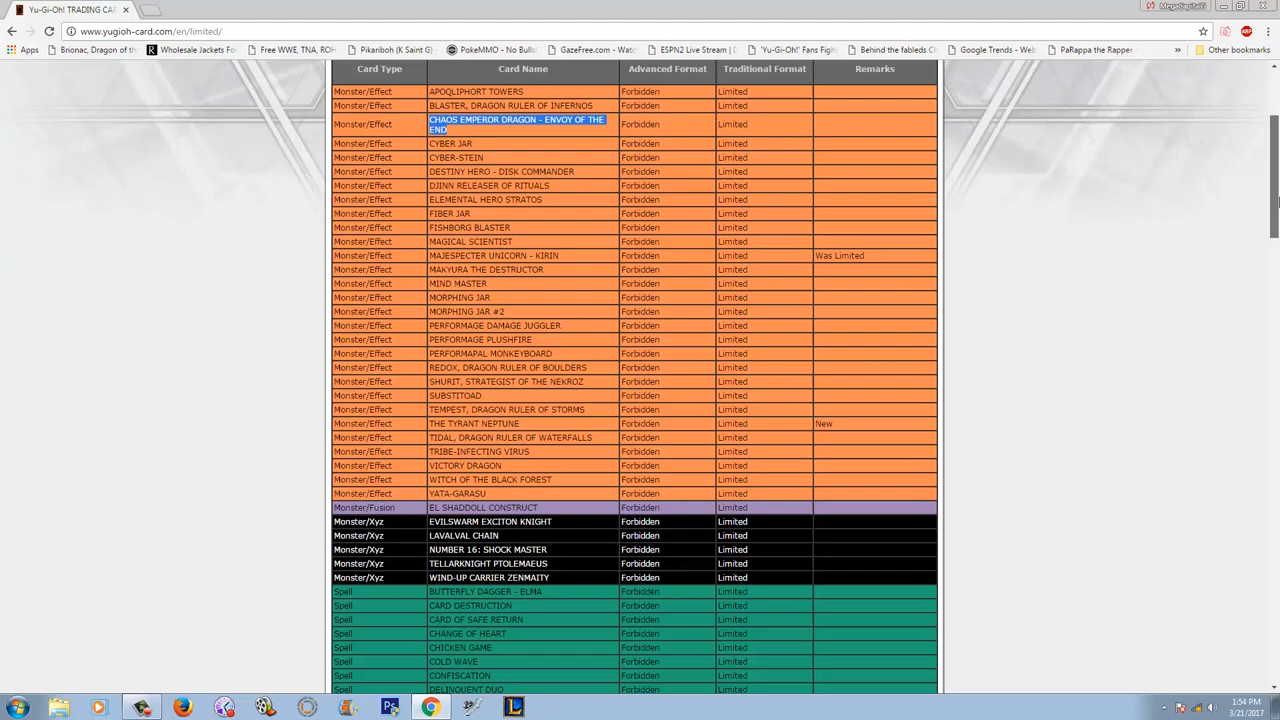 Yu-Gi-Oh! TRADING CAR
MegaCapitalG
www.yugioh-card.com/en/limited/
Brionac, Dragon of th
Wholesale Jackets Fo
Free WWE, TNA, ROH
Pikariboh (K Saint G)
PokeMMO - No Bulls!
GazeFree.com - Watc
ESPN2 Live Stream | D
'Yu-Gi-Oh!' Fans Fight
Behind the fableds Ch
Google Trends - Web
PaRappa the Rapper -
Other bookmarks
Card Type Card Name Advanced Format Traditional Format Remarks
Monster/Effect APOQLIPHORT TOWERS Forbidden Limited
Monster/Effect BLASTER, DRAGON RULER OF INFERNOS Forbidden Limited
Monster/Effect CHAOS EMPEROR DRAGON - ENVOY OF THE
END Forbidden Limited
Monster/Effect CYBER JAR Forbidden Limited
Monster/Effect CYBER-STEIN Forbidden Limited
Monster/Effect DESTINY HERO - DISK COMMANDER Forbidden Limited
Monster/Effect DJINN RELEASER OF RITUALS Forbidden Limited
Monster/Effect ELEMENTAL HERO STRATOS Forbidden Limited
Monster/Effect FIBER JAR Forbidden Limited
Monster/Effect FISHBORG BLASTER Forbidden Limited
Monster/Effect MAGICAL SCIENTIST Forbidden Limited
Monster/Effect MAJESPECTER UNICORN - KIRIN Forbidden Limited Was Limited
Monster/Effect MAKYURA THE DESTRUCTOR Forbidden Limited
Monster/Effect MIND MASTER Forbidden Limited
Monster/Effect MORPHING JAR Forbidden Limited
Monster/Effect MORPHING JAR #2 Forbidden Limited
Monster/Effect PERFORMAGE DAMAGE JUGGLER Forbidden Limited
Monster/Effect PERFORMAGE PLUSHFIRE Forbidden Limited
Monster/Effect PERFORMAPAL MONKEYBOARD Forbidden Limited
Monster/Effect REDOX, DRAGON RULER OF BOULDERS Forbidden Limited
Monster/Effect SHURIT, STRATEGIST OF THE NEKROZ Forbidden Limited
Monster/Effect SUBSTITOAD Forbidden Limited
Monster/Effect TEMPEST, DRAGON RULER OF STORMS Forbidden Limited
Monster/Effect THE TYRANT NEPTUNE Forbidden Limited New
Monster/Effect TIDAL, DRAGON RULER OF WATERFALLS Forbidden Limited
Monster/Effect TRIBE-INFECTING VIRUS Forbidden Limited
Monster/Effect VICTORY DRAGON Forbidden Limited
Monster/Effect WITCH OF THE BLACK FOREST Forbidden Limited
Monster/Effect YATA-GARASU Forbidden Limited
Monster/Fusion EL SHADDOLL CONSTRUCT Forbidden Limited
Monster/Xyz EVILSWARM EXCITON KNIGHT Forbidden Limited
Monster/Xyz LAVALVAL CHAIN Forbidden Limited
Monster/Xyz NUMBER 16: SHOCK MASTER Forbidden Limited
Monster/Xyz TELLARKNIGHT PTOLEMAEUS Forbidden Limited
Monster/Xyz WIND-UP CARRIER ZENMAITY Forbidden Limited
Spell BUTTERFLY DAGGER - ELMA Forbidden Limited
Spell CARD DESTRUCTION Forbidden Limited
Spell CARD OF SAFE RETURN Forbidden Limited
Spell CHANGE OF HEART Forbidden Limited
Spell CHICKEN GAME Forbidden Limited
Spell COLD WAVE Forbidden Limited
Spell CONFISCATION Forbidden Limited
Spell DELINQUENT DUO Forbidden Limited
1:54 PM
3/21/2017